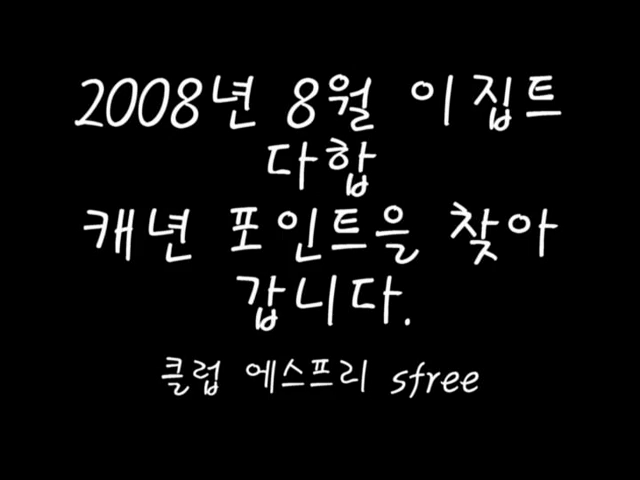 2008년 8월 이집트
다합
캐년 포인트을 찾아
갑니다.
클럽 에스프리 sfree